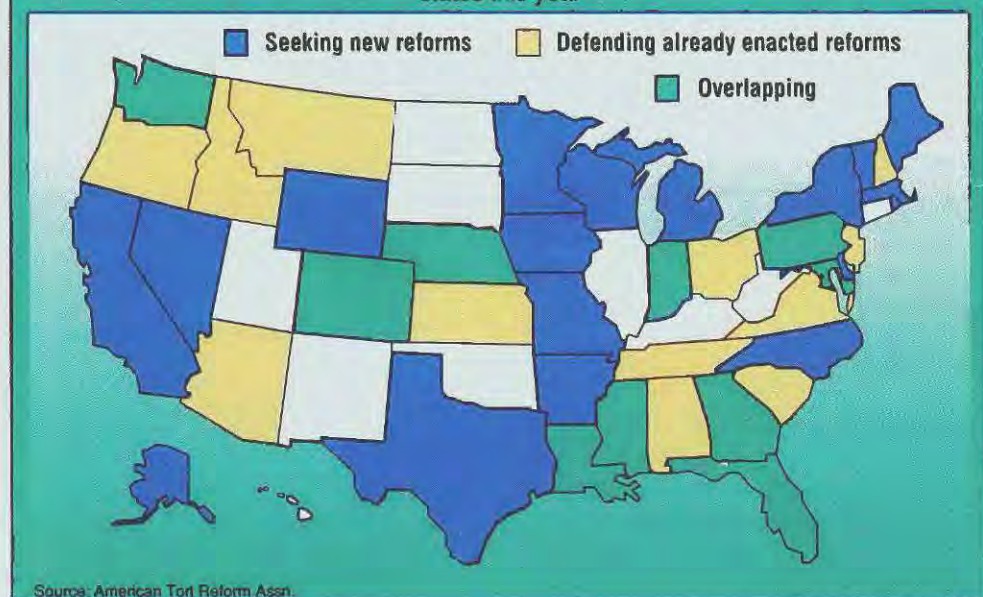 Seeking new reforms
Defending already enacted reforms
Overlapping
Source: American Tort Reform Assn.